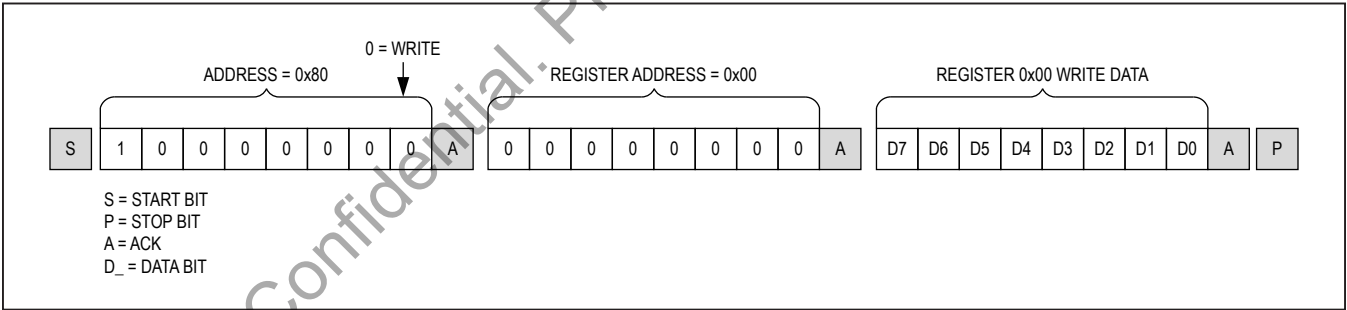 0 = WRITE
ADDRESS = 0x80 REGISTER ADDRESS = 0x00 REGISTER 0x00 WRITE DATA
S 1 0 0 0 0 0 0 0 A 0 0 0 0 0 0 0 0 A D7 D6 D5 D4 D3 D2 D1 D0 A P
S = START BIT
P = STOP BIT
A = ACK
D_ = DATA BIT
Confidential.